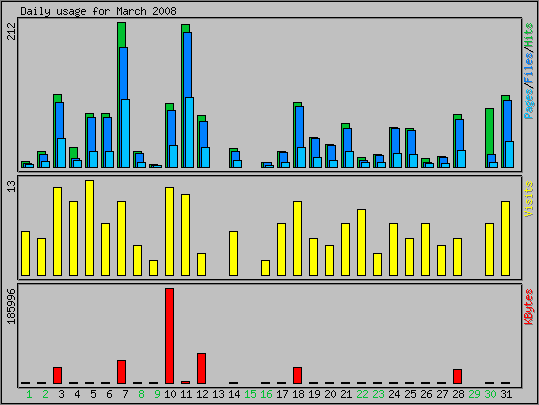 Daily usage for March 2008
212
Pages/Files/Hits
13
Visits
185996
KBytes
1 2 3 4 5 6 7 8 9 10 11 12 13 14 15 16 17 18 19 20 21 22 23 24 25 26 27 28 29 30 31